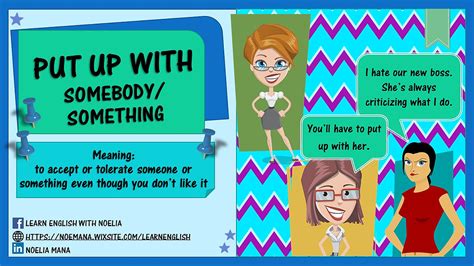 PUT UP WITH
SOMEBODY/
SOMETHING
Meaning:
to accept or tolerate someone or
something even though you don't like it
LEARN ENGLISH WITH NOELIA
HTTPS://NOEMANA.WIXSITE.COM/LEARNENGLISH
NOELIA MANA
I hate our new boss.
She's always
criticizing what I do.
You'll have to put
up with her.